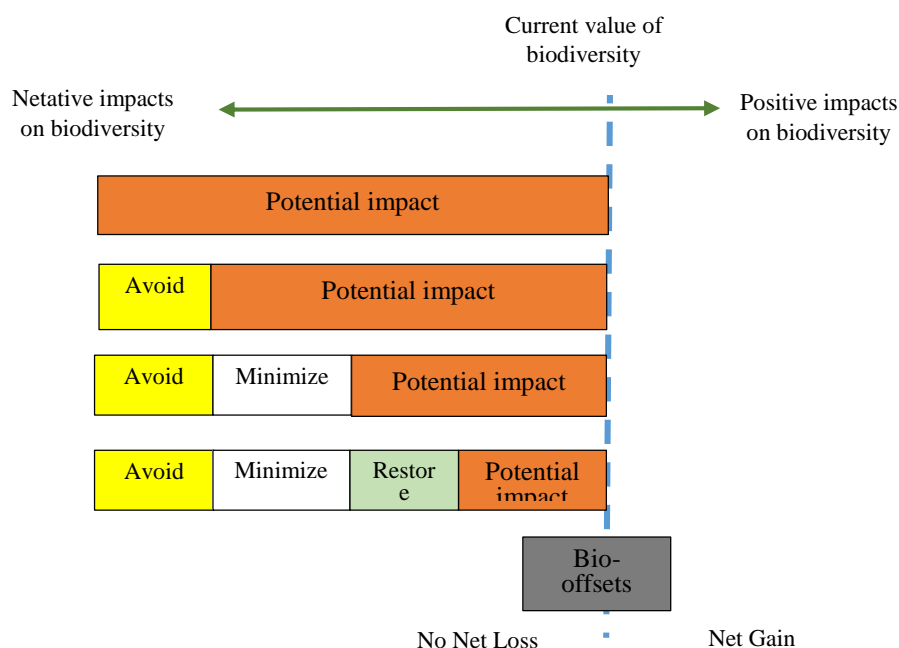 Current value of
biodiversity
Netative impacts
on biodiversity
Positive impacts
on biodiversity
Potential impact
Avoid
Potential impact
Avoid
Minimize
Potential impact
Avoid
Minimize
Restor
e
Potential
impact
Bio-
offsets
No Net Loss
Net Gain